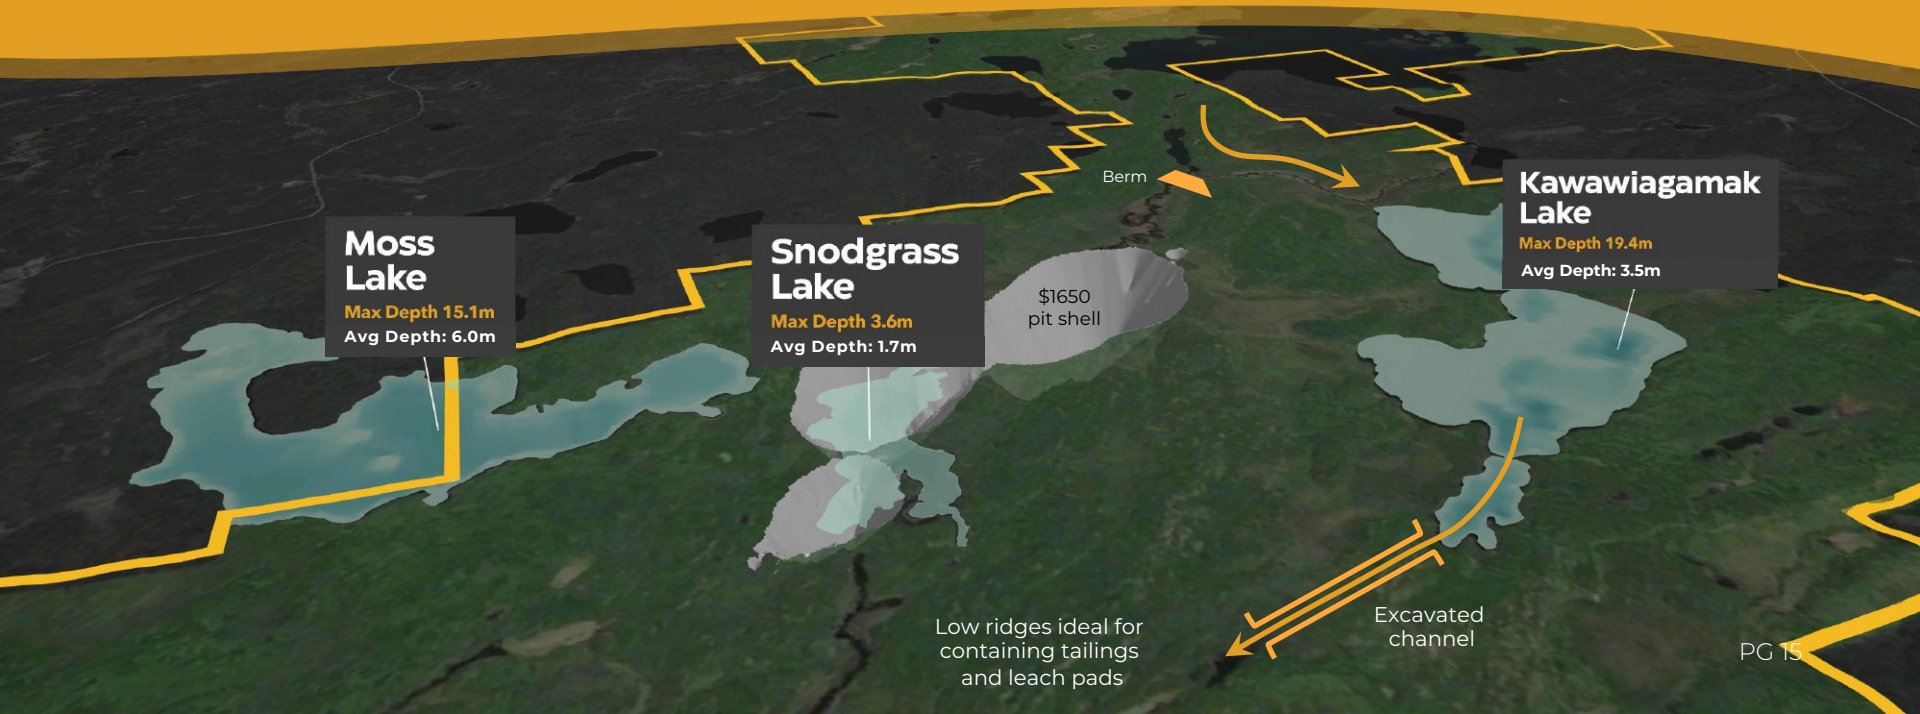 Berm
Kawawiagamak
Lake
Max Depth 19.4m
Avg Depth: 3.5m
Moss
Lake
Max Depth 15.1m
Avg Depth: 6.0m
Snodgrass
Lake
Max Depth 3.6m
Avg Depth: 1.7m
$1650
pit shell
Low ridges ideal for
containing tailings
and leach pads
Excavated
channel
PG 15